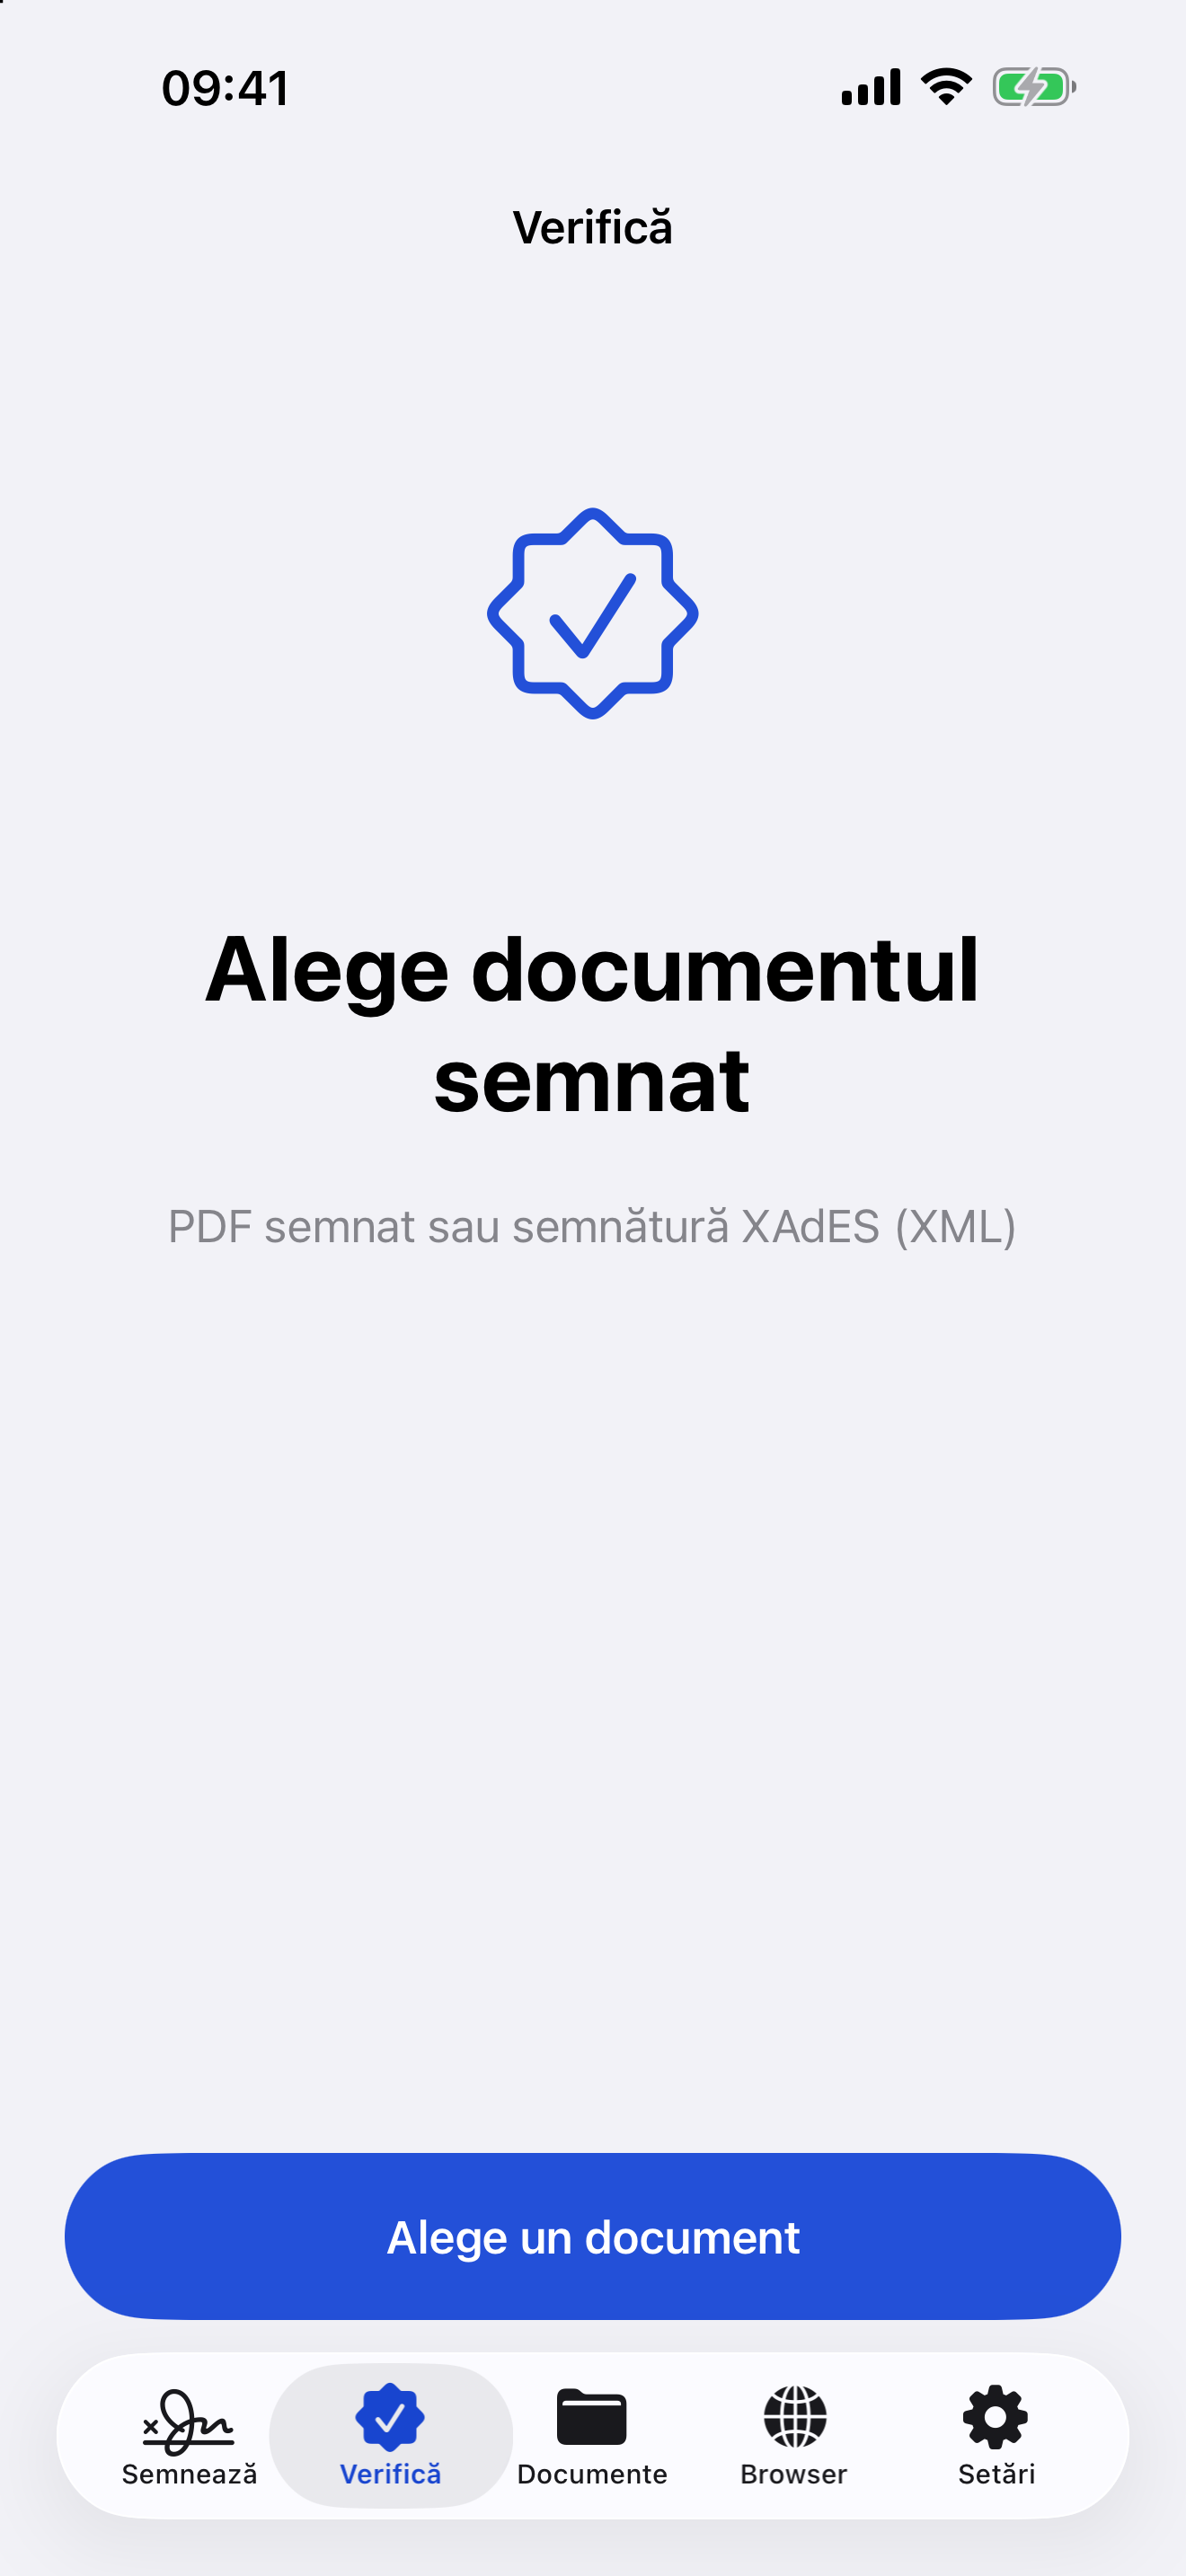 09:41
Verifică
Alege documentul
semnat
PDF semnat sau semnătură XAdES (XML)
Alege un document
Semnează
Verifică
Documente
Browser
Setări